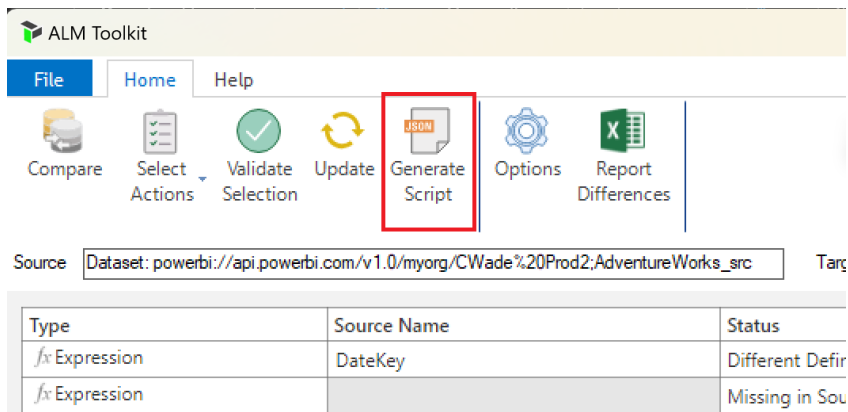 ALM Toolkit
File Home Help
JSON
Compare Select Actions Validate Selection Update Generate Script Options Report Differences
Source Dataset: powerbi://api.powerbi.com/v1.0/myorg/CWade%20Prod2;AdventureWorks_src
Type Source Name Status
fx Expression DateKey Different
fx Expression Missing in